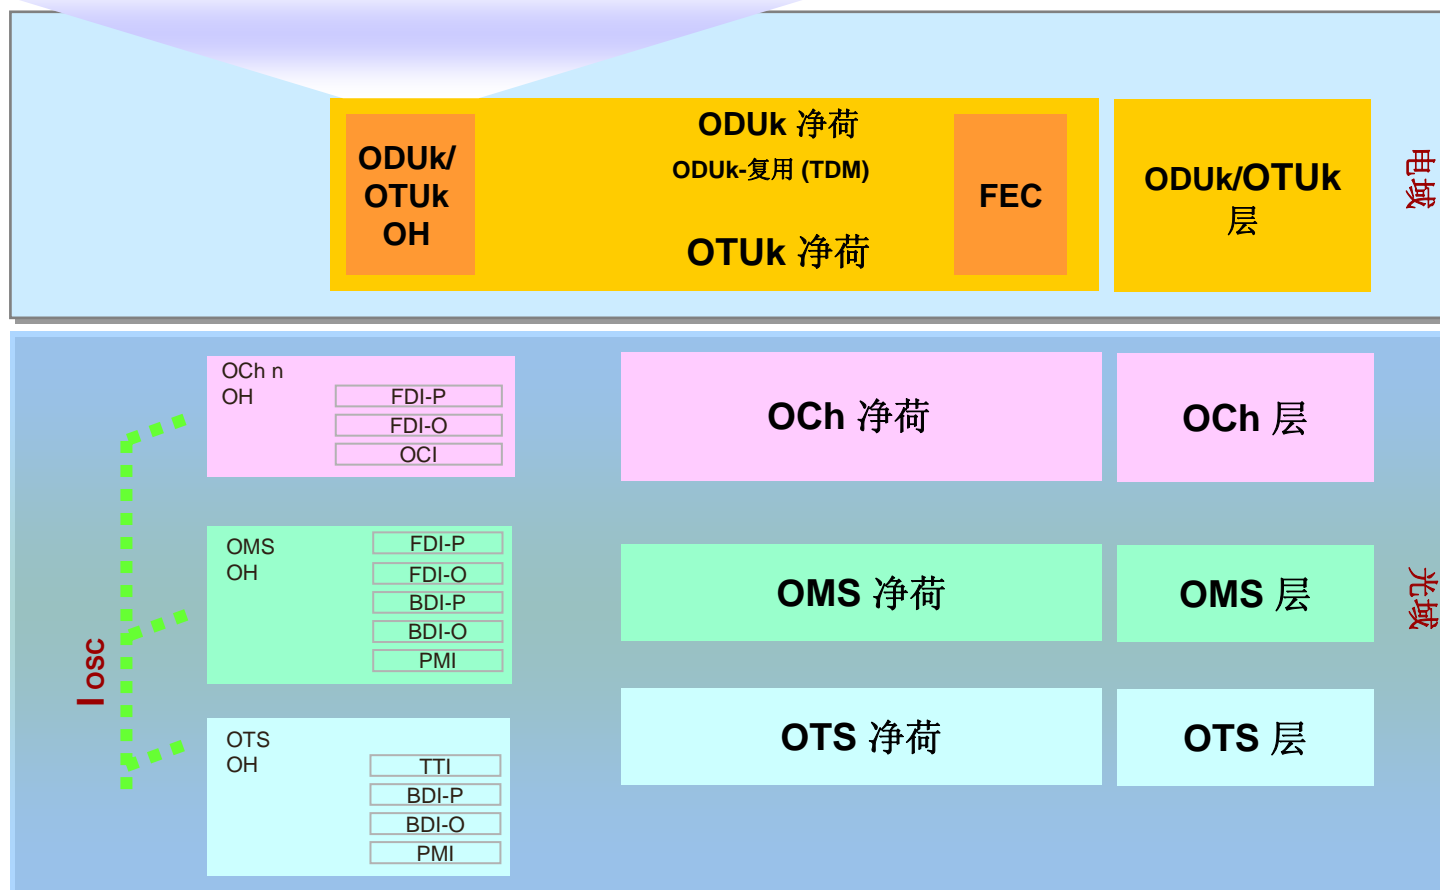 ODUk/
OTUk
OH
ODUk 净荷
ODUk-复用 (TDM)
OTUk 净荷
FEC
ODUk/OTUk
层
电域
OCh n
OH
FDI-P
FDI-O
OCI
OCh 净荷
OCh 层
OMS
OH
FDI-P
FDI-O
BDI-P
BDI-O
PMI
OMS 净荷
OMS 层
光域
l OSC
OTS
OH
TTI
BDI-P
BDI-O
PMI
OTS 净荷
OTS 层